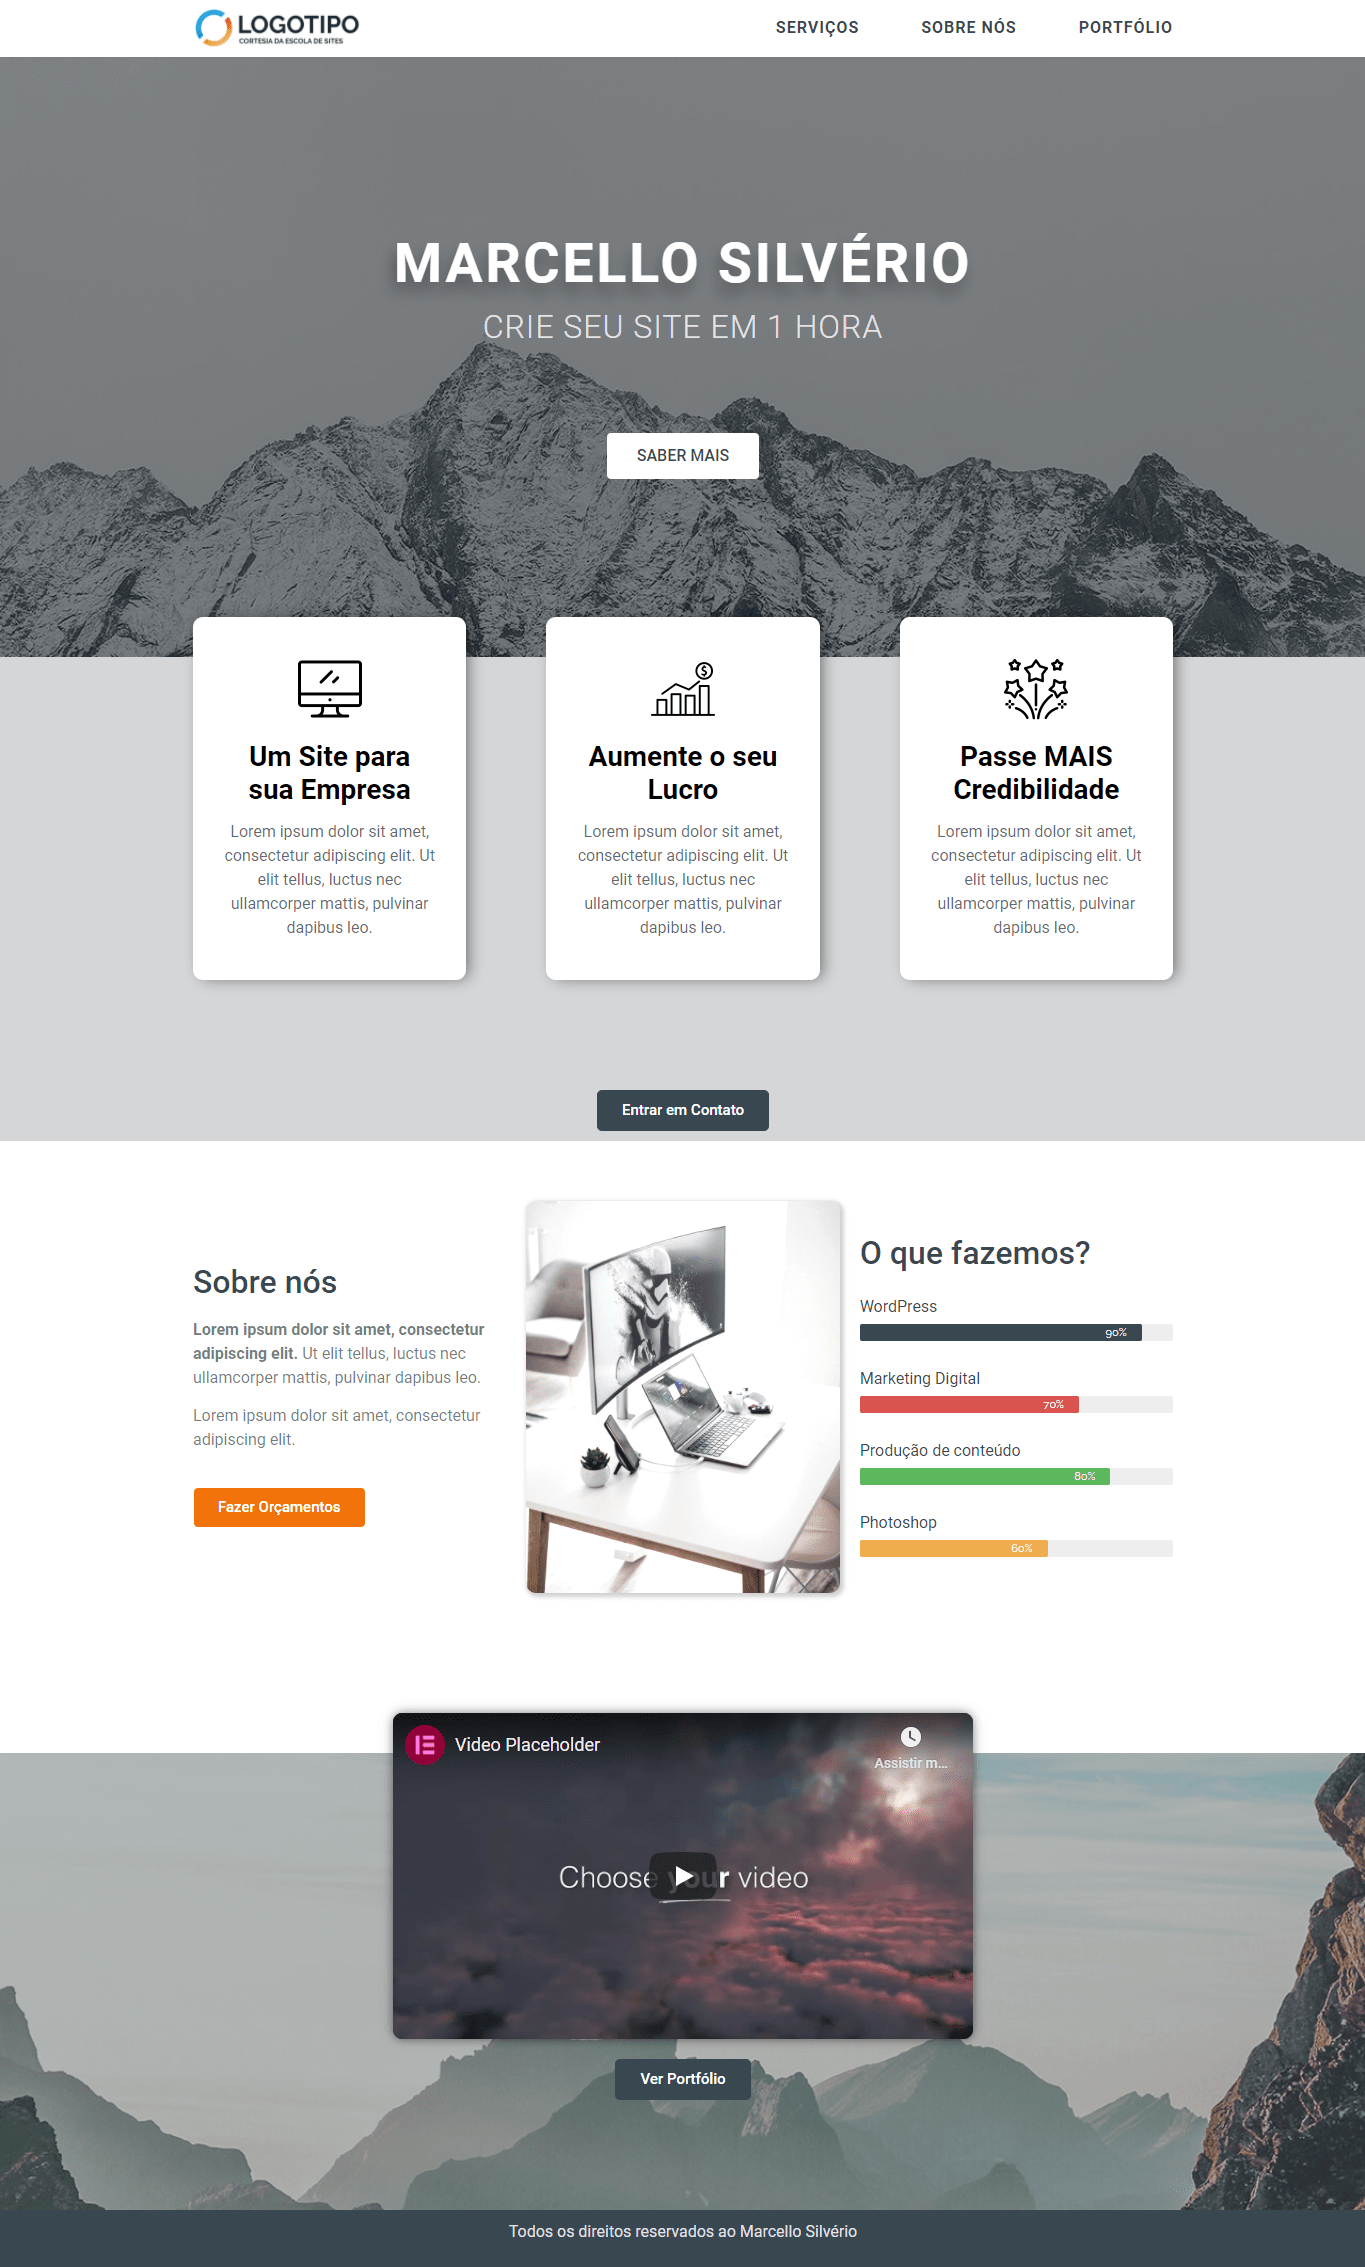 LOGOTIPO
CORTESIA DA ESCOLA DE SITES
SERVIÇOS
SOBRE NÓS
PORTFÓLIO
MARCELLO SILVÉRIO
CRIE SEU SITE EM 1 HORA
SABER MAIS
Um Site para
sua Empresa
Lorem ipsum dolor sit amet,
consectetur adipiscing elit. Ut
elit tellus, luctus nec
ullamcorper mattis, pulvinar
dapibus leo.
Aumente o seu
Lucro
Lorem ipsum dolor sit amet,
consectetur adipiscing elit. Ut
elit tellus, luctus nec
ullamcorper mattis, pulvinar
dapibus leo.
Passe MAIS
Credibilidade
Lorem ipsum dolor sit amet,
consectetur adipiscing elit. Ut
elit tellus, luctus nec
ullamcorper mattis, pulvinar
dapibus leo.
Entrar em Contato
Sobre nós
Lorem ipsum dolor sit amet, consectetur
adipiscing elit. Ut elit tellus, luctus nec
ullamcorper mattis, pulvinar dapibus leo.
Lorem ipsum dolor sit amet, consectetur
adipiscing elit.
Fazer Orçamentos
O que fazemos?
WordPress
90%
Marketing Digital
70%
Produção de conteúdo
80%
Photoshop
60%
Video Placeholder
Assistir m...
Choose your video
Ver Portfólio
Todos os direitos reservados ao Marcello Silvério